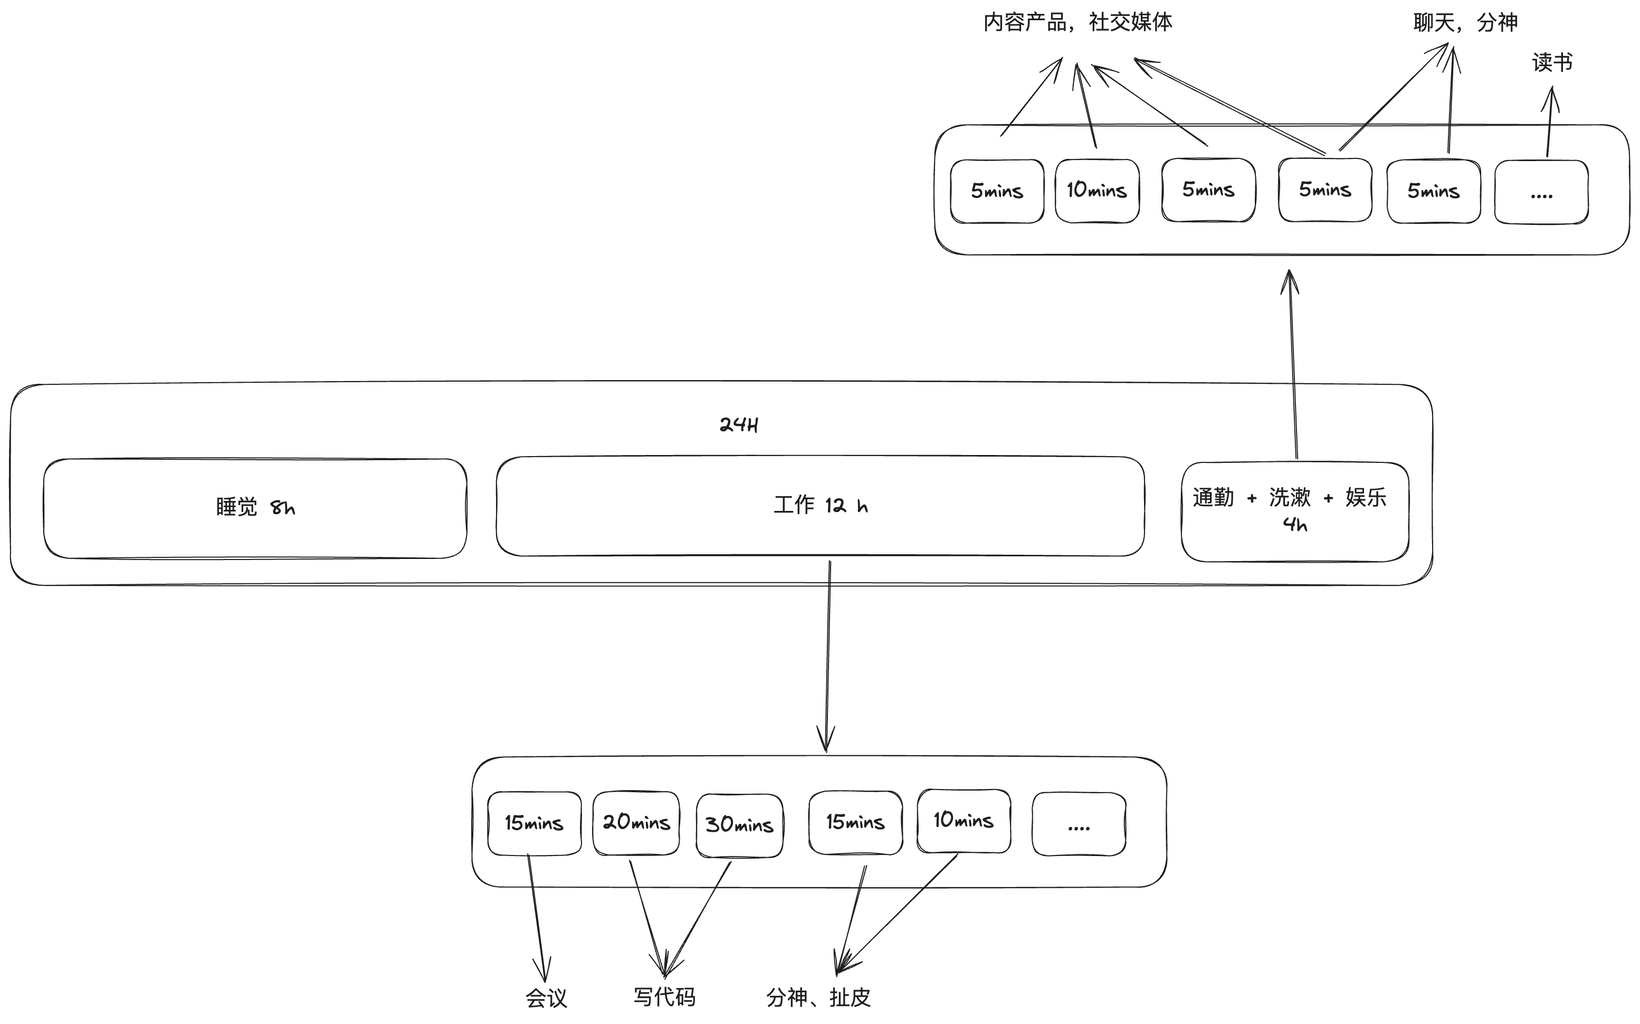 内容产品，社交媒体
聊天，分神
读书
5mins
10mins
5mins
5mins
5mins
....
24H
睡觉 8h
工作 12 h
通勤 + 洗漱 + 娱乐
4h
15mins
20mins
30mins
15mins
10mins
....
会议
写代码
分神、扯皮